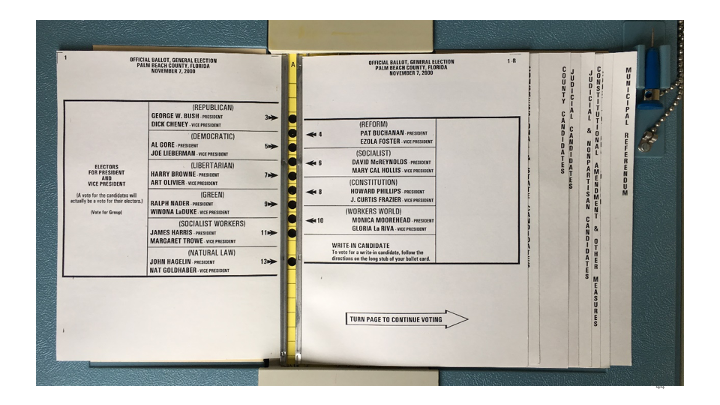 1
OFFICIAL BALLOT, GENERAL ELECTION
PALM BEACH COUNTY, FLORIDA
NOVEMBER 7, 2000
ELECTORS
FOR PRESIDENT
AND
VICE PRESIDENT
(A vote for the candidates will
actually be a vote for their electors.)
(Vote for Group)
(REPUBLICAN)
GEORGE W. BUSH - PRESIDENT
DICK CHENEY - VICE PRESIDENT
3
(DEMOCRATIC)
AL GORE - PRESIDENT
JOE LIEBERMAN - VICE PRESIDENT
5
(LIBERTARIAN)
HARRY BROWNE - PRESIDENT
ART OLIVIER - VICE PRESIDENT
7
(GREEN)
RALPH NADER - PRESIDENT
WINONA LaDUKE - VICE PRESIDENT
9
(SOCIALIST WORKERS)
JAMES HARRIS - PRESIDENT
MARGARET TROWE - VICE PRESIDENT
11
(NATURAL LAW)
JOHN HAGELIN - PRESIDENT
NAT GOLDHABER - VICE PRESIDENT
13
A
OFFICIAL BALLOT, GENERAL ELECTION
PALM BEACH COUNTY, FLORIDA
NOVEMBER 7, 2000
1-B
(REFORM)
4
PAT BUCHANAN - PRESIDENT
EZOLA FOSTER - VICE PRESIDENT
(SOCIALIST)
6
DAVID McREYNOLDS - PRESIDENT
MARY CAL HOLLIS - VICE PRESIDENT
(CONSTITUTION)
8
HOWARD PHILLIPS - PRESIDENT
J. CURTIS FRAZIER - VICE PRESIDENT
(WORKERS WORLD)
10
MONICA MOOREHEAD - PRESIDENT
GLORIA La RIVA - VICE PRESIDENT
WRITE IN CANDIDATE
To vote for a write-in candidate, follow the
directions on the long stub of your ballot card.
TURN PAGE TO CONTINUE VOTING
COUNTY CANDIDATES
JUDICIAL CANDIDATES
JUDICIAL & NONPARTISAN CANDIDATES
CONSTITUTIONAL AMENDMENT & OTHER MEASURES
MUNICIPAL REFERENDUM